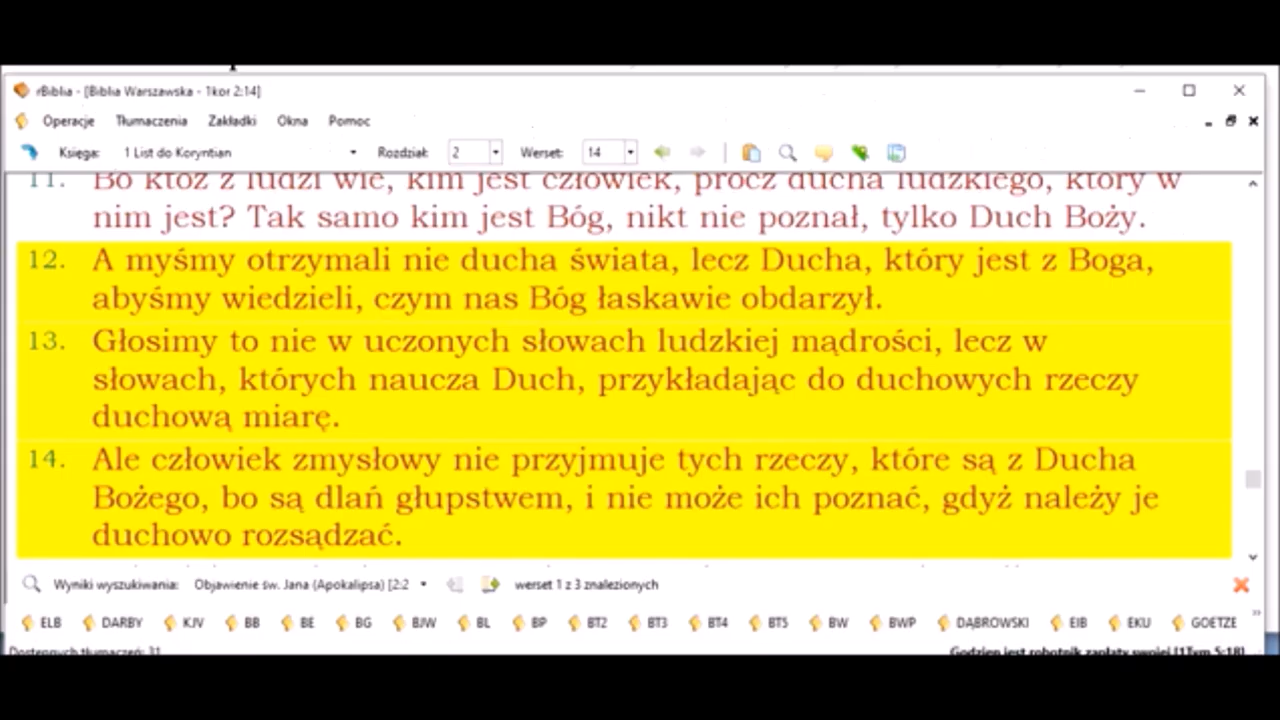 rBiblia - [Biblia Warszawska - 1kor 2:14]
Operacje Tłumaczenia Zakładki Okna Pomoc
Księga: 1 List do Koryntian Rozdział: 2 Werset: 14
11. Bo któż z ludzi wie, kim jest człowiek, prócz ducha ludzkiego, który w
nim jest? Tak samo kim jest Bóg, nikt nie poznał, tylko Duch Boży.
12. A myśmy otrzymali nie ducha świata, lecz Ducha, który jest z Boga,
abyśmy wiedzieli, czym nas Bóg łaskawie obdarzył.
13. Głosimy to nie w uczonych słowach ludzkiej mądrości, lecz w
słowach, których naucza Duch, przykładając do duchowych rzeczy
duchową miarę.
14. Ale człowiek zmysłowy nie przyjmuje tych rzeczy, które są z Ducha
Bożego, bo są dlań głupstwem, i nie może ich poznać, gdyż należy je
duchowo rozsądzać.
Wyniki wyszukiwania: Objawienie św. Jana (Apokalipsa) [2:2 werset 1 z 3 znalezionych
ELB DARBY KJV BB BE BG BJW BL BP BT2 BT3 BT4 BT5 BW BWP DĄBROWSKI EIB EKU GOETZE
Dostępnych tłumaczeń: 31 Godzien jest robotnik zapłaty swojej [1Tym 5:18]